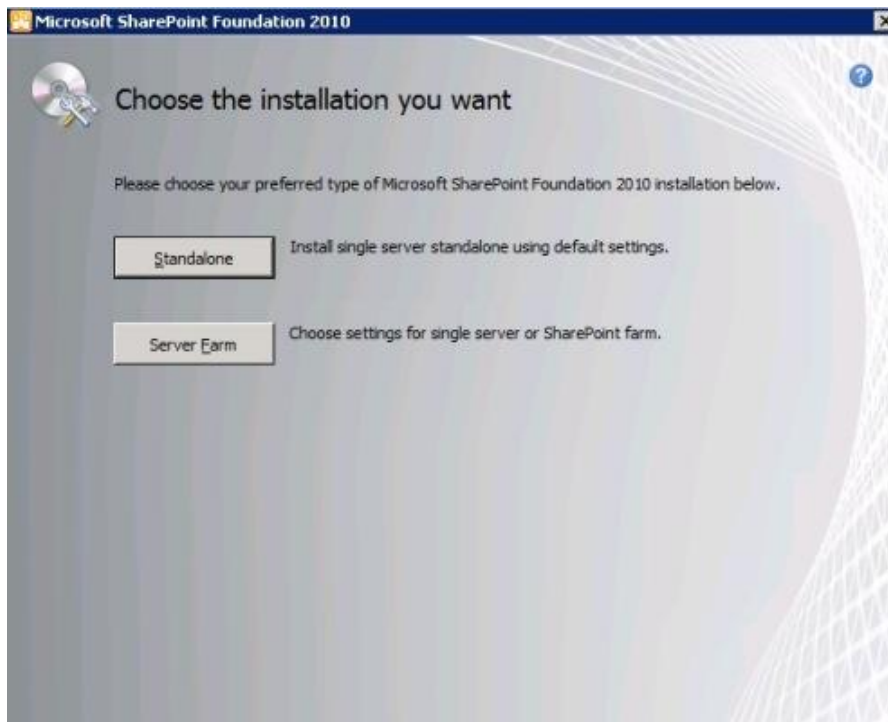 Microsoft SharePoint Foundation 2010
Choose the installation you want
Please choose your preferred type of Microsoft SharePoint Foundation 2010 installation below.
Standalone
Install single server standalone using default settings.
Server Farm
Choose settings for single server or SharePoint farm.